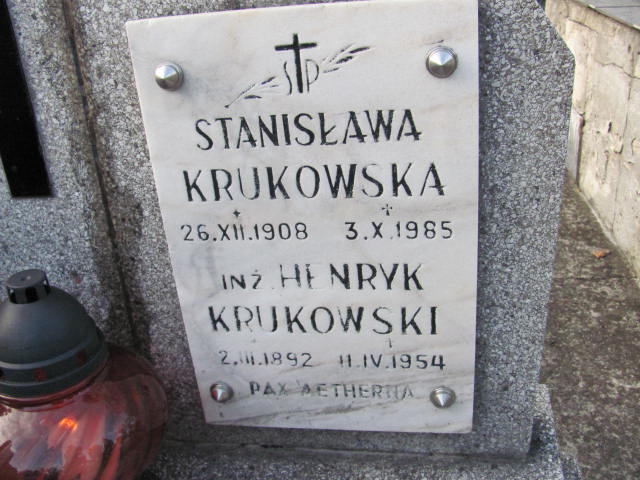 S P
STANISŁAWA
KRUKOWSKA
26.XII.1908 3.X.1985
INŻ. HENRYK
KRUKOWSKI
2.III.1892 11.IV.1954
PAX AETHERNA